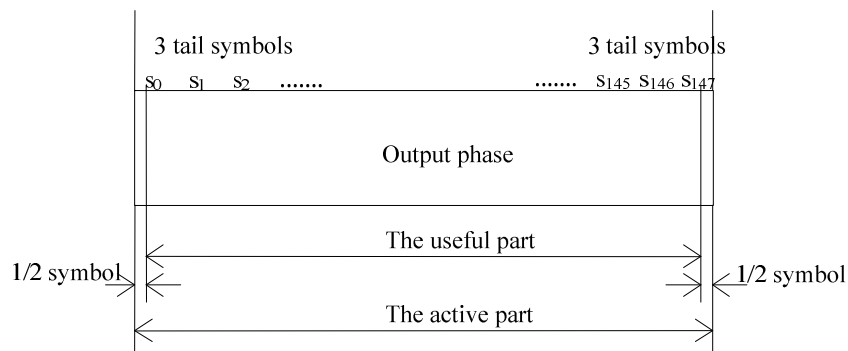 3 tail symbols 3 tail symbols
s0 s1 s2 ....... ....... s145 s146 s147
Output phase
The useful part
1/2 symbol 1/2 symbol
The active part